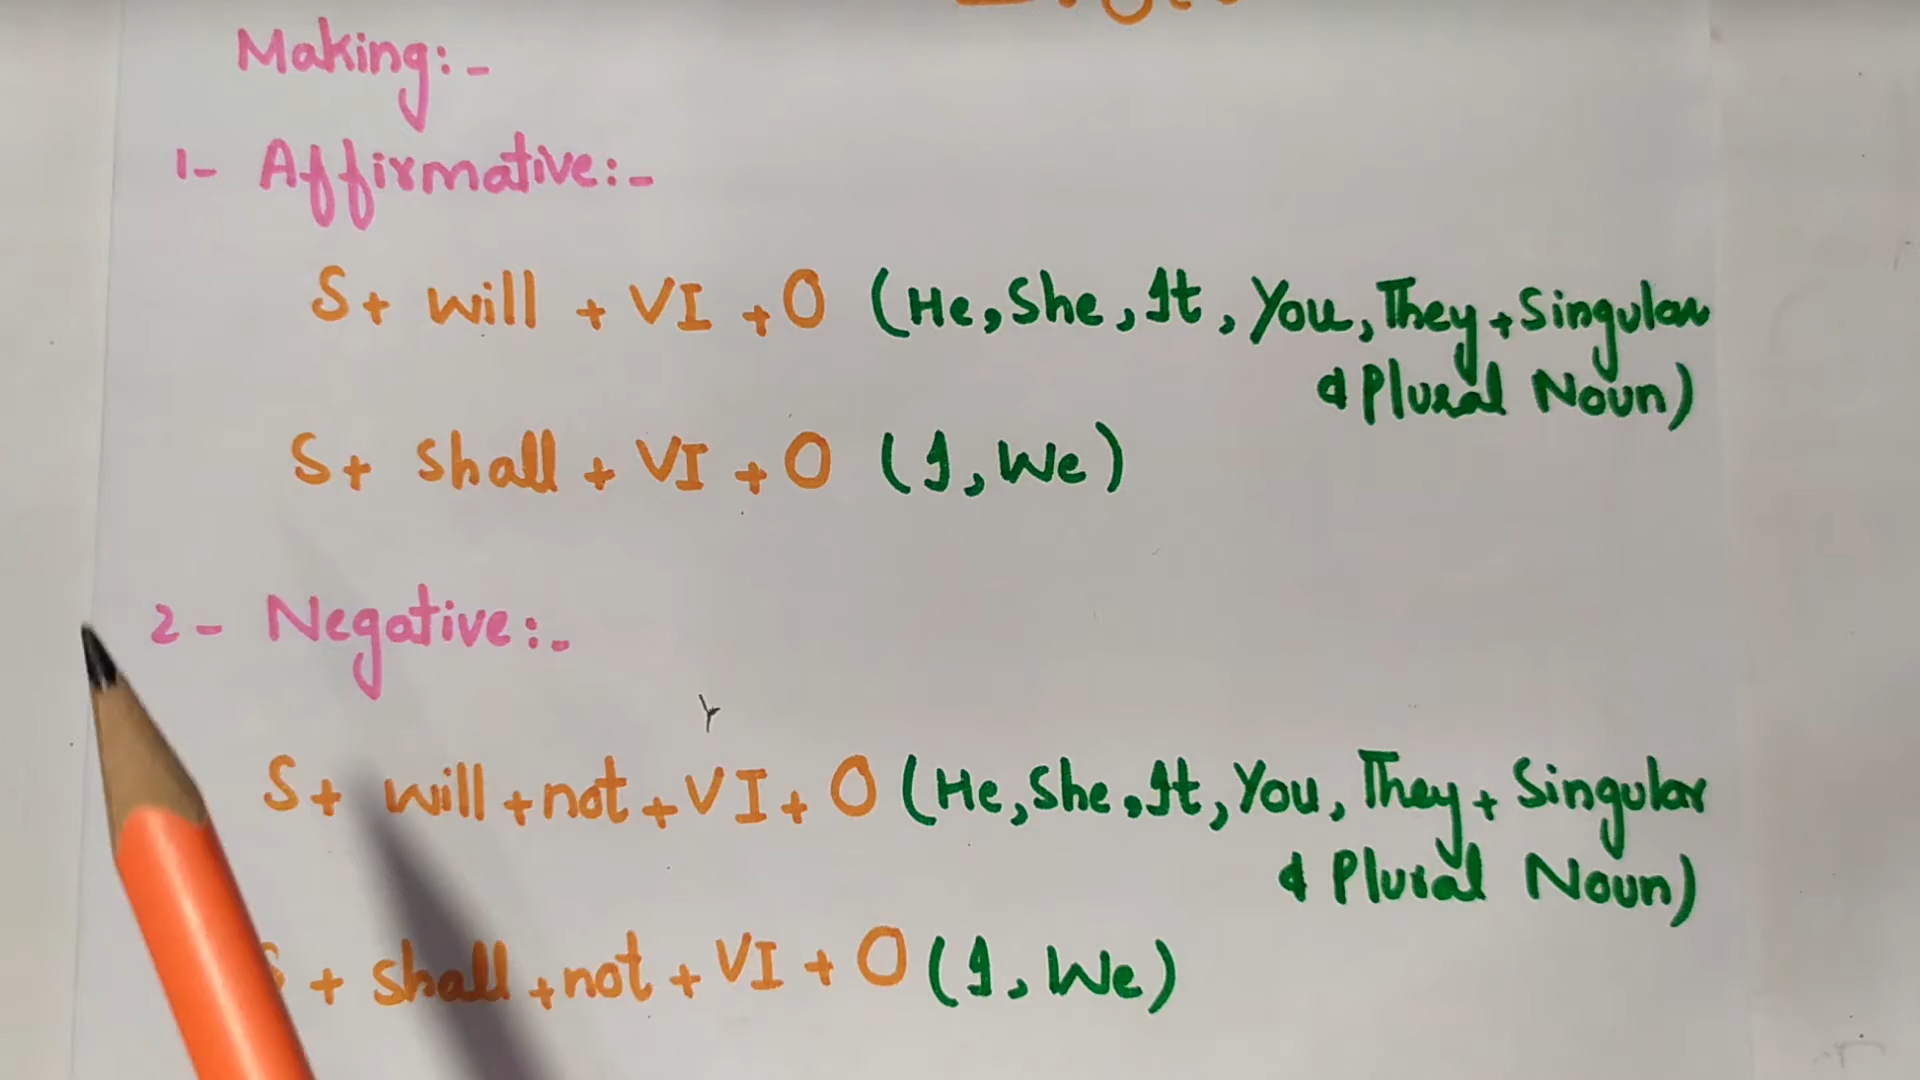 Making:-
1- Affirmative:-
S+ will + VI + O (He, She, It, You, They + Singular
& Plural Noun)
S+ shall + VI + O (I, We)
2- Negative:-
S+ will + not + VI + O (He, She, It, You, They + Singular
& Plural Noun)
S + shall + not + VI + O (I, We)